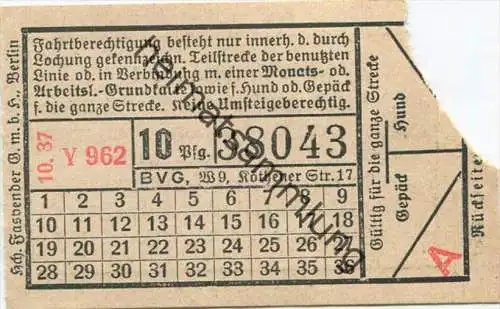 Fahrtberechtigung besteht nur innerh. d. durch
Lochung gekennzeichn. Teilstrecke der benutzten
Linie od. in Verbindung m. einer Monats- od.
Arbeitsl.-Grundkarte sowie f. Hund od. Gepäck
f. die ganze Strecke. Keine Umsteigeberechtig.
10.37
Y 962
10 Pfg. 38043
BVG, W9, Köthener Str. 17
1 2 3 4 5 6 7 8 9
10 11 12 13 14 15 16 17 18
19 20 21 22 23 24 25 26 27
28 29 30 31 32 33 34 35 36
Hch. Fasbender G. m. b. H., Berlin
Gültig für die ganze Strecke
Gepäck
Hund
A
Rückseite
heimatsammlung